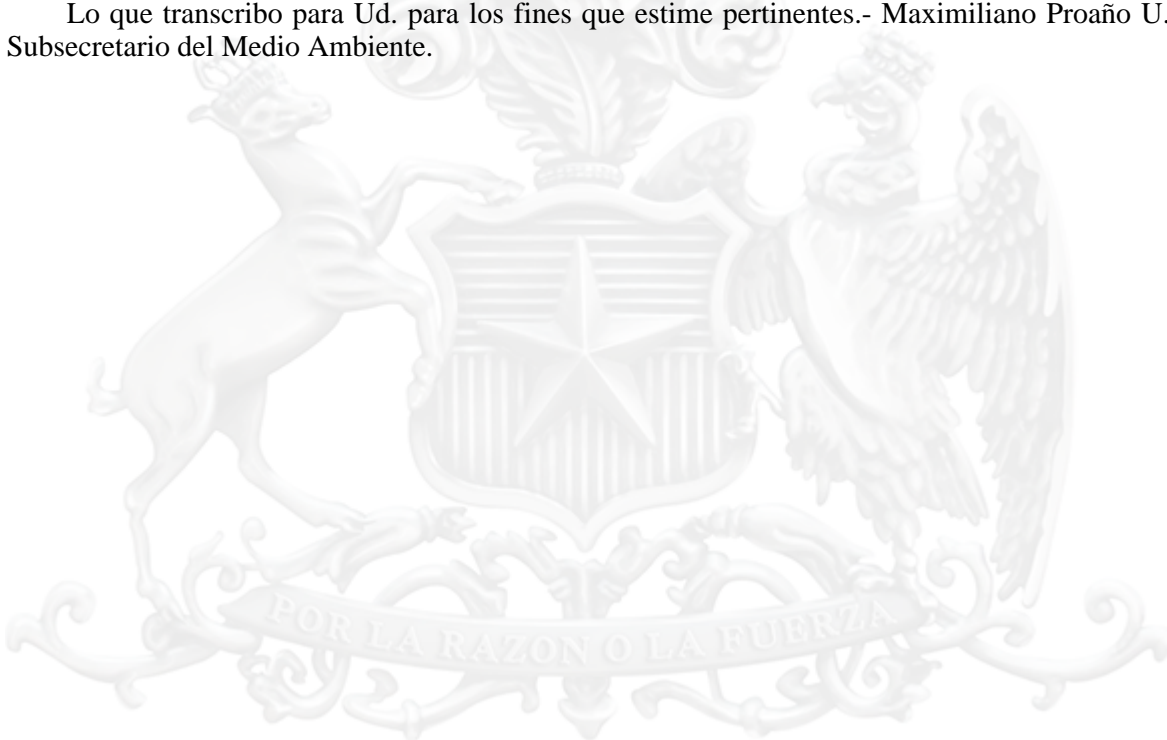 Lo que transcribo para Ud. para los fines que estime pertinentes.- Maximiliano Proaño U.
Subsecretario del Medio Ambiente.
POR LA RAZON O LA FUERZA